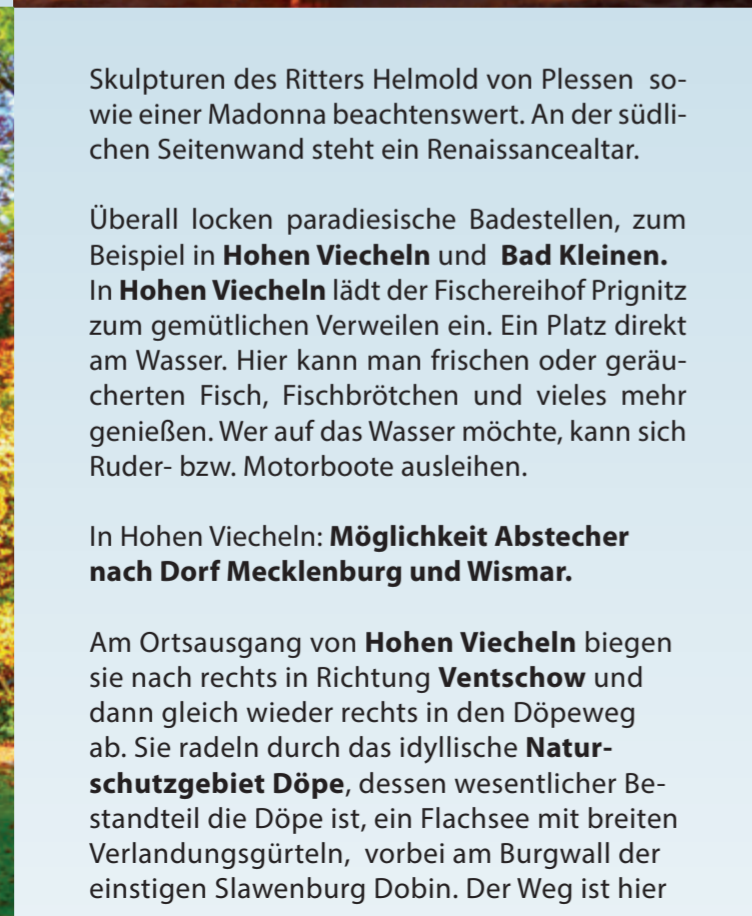 Skulpturen des Ritters Helmold von Plessen so-
wie einer Madonna beachtenswert. An der südli-
chen Seitenwand steht ein Renaissancealtar.

Überall locken paradiesische Badestellen, zum
Beispiel in Hohen Viecheln und Bad Kleinen.
In Hohen Viecheln lädt der Fischereihof Prignitz
zum gemütlichen Verweilen ein. Ein Platz direkt
am Wasser. Hier kann man frischen oder geräu-
cherten Fisch, Fischbrötchen und vieles mehr
genießen. Wer auf das Wasser möchte, kann sich
Ruder- bzw. Motorboote ausleihen.

In Hohen Viecheln: Möglichkeit Abstecher
nach Dorf Mecklenburg und Wismar.

Am Ortsausgang von Hohen Viecheln biegen
sie nach rechts in Richtung Ventschow und
dann gleich wieder rechts in den Döpeweg
ab. Sie radeln durch das idyllische Natur-
schutzgebiet Döpe, dessen wesentlicher Be-
standteil die Döpe ist, ein Flachsee mit breiten
Verlandungsgürteln, vorbei am Burgwall der
einstigen Slawenburg Dobin. Der Weg ist hier